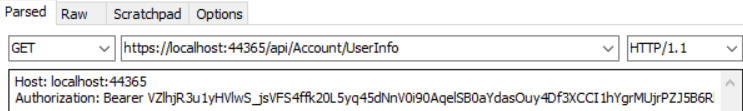 Parsed Raw Scratchpad Options
GET https://localhost:44365/api/Account/UserInfo HTTP/1.1
Host: localhost:44365
Authorization: Bearer VZlhjR3u1yHVlwS_jsVFS4ffk20L5yq45dNnV0i90AqelSB0aYdasOuy4Df3XCCI1hYgrMUjrPZJ5B6R